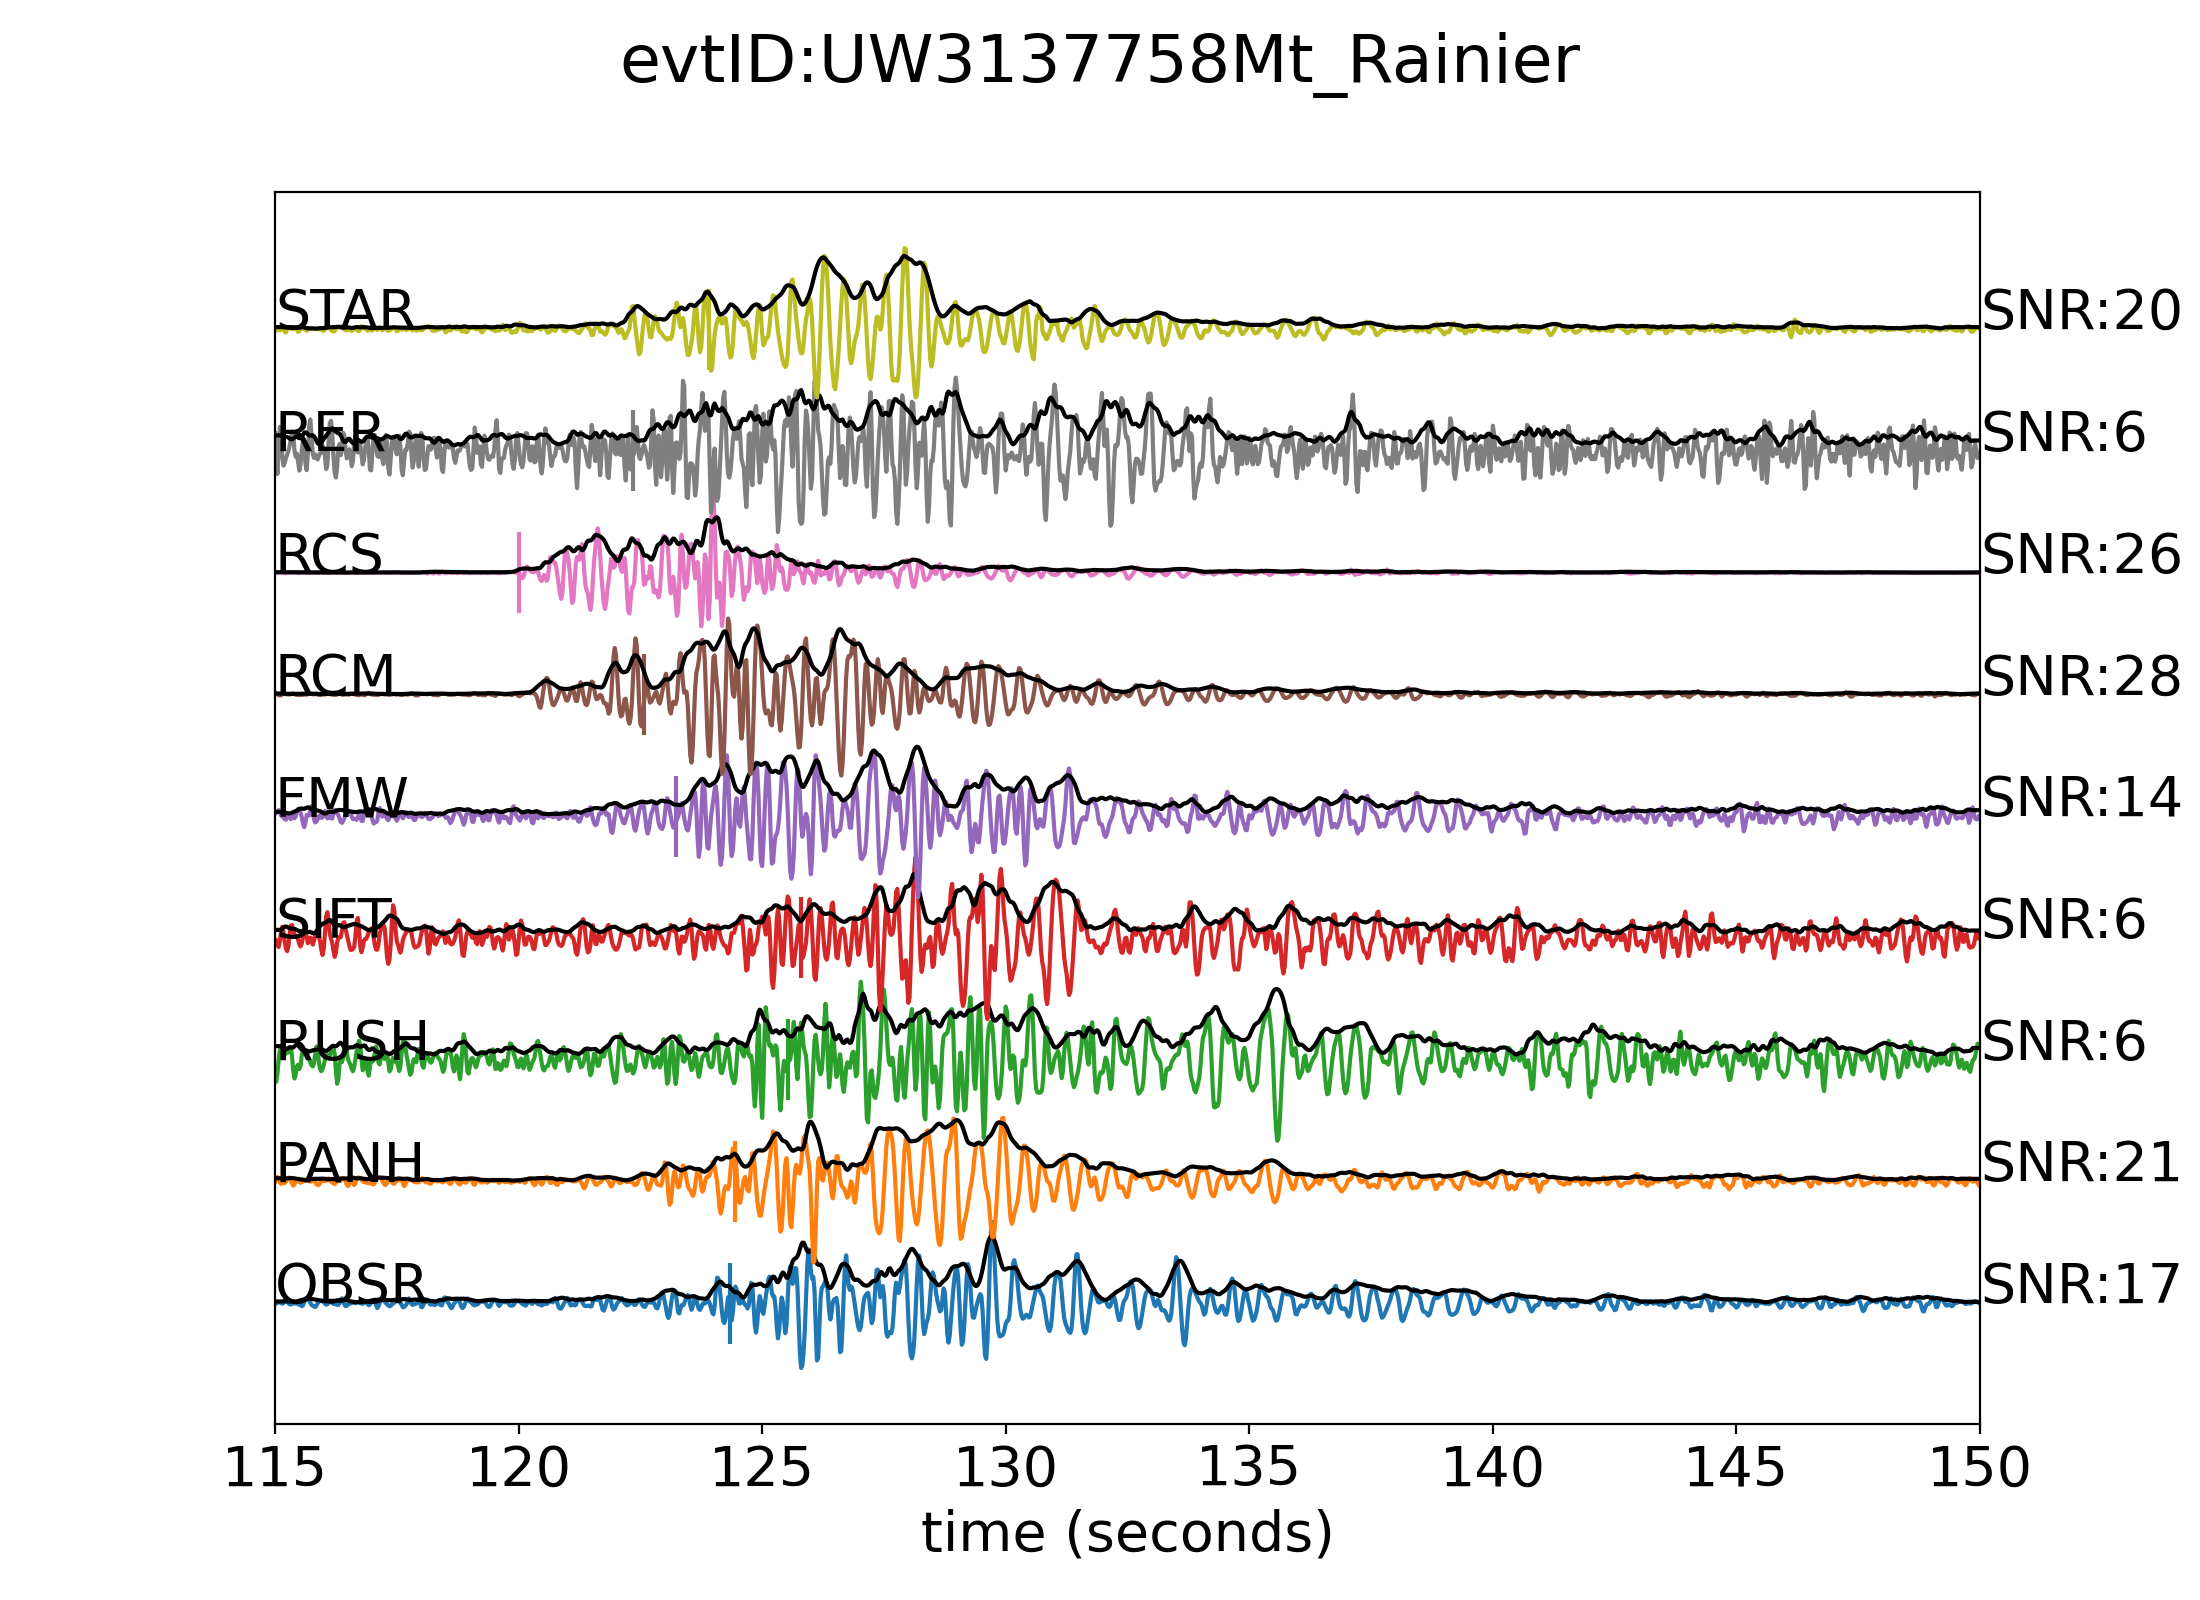 evtID:UW3137758Mt_Rainier
STAR SNR:20
RER SNR:6
RCS SNR:26
RCM SNR:28
FMW SNR:14
SIFT SNR:6
RUSH SNR:6
PANH SNR:21
OBSR SNR:17
115 120 125 130 135 140 145 150
time (seconds)